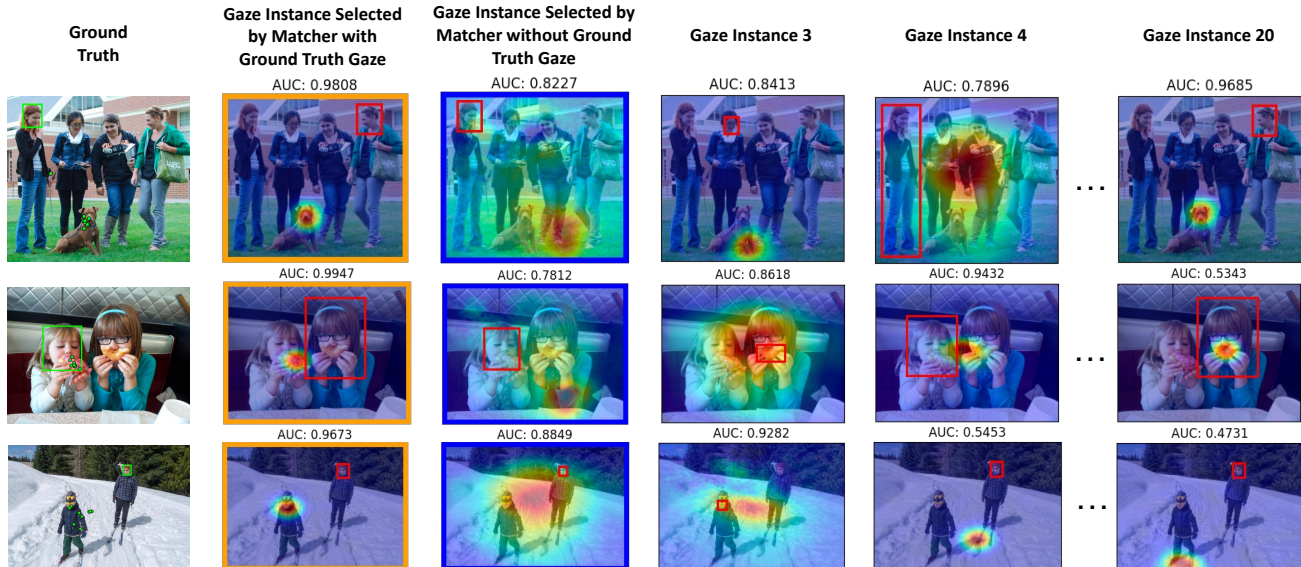 Ground
Truth
Gaze Instance Selected
by Matcher with
Ground Truth Gaze
Gaze Instance Selected by
Matcher without Ground
Truth Gaze
Gaze Instance 3
Gaze Instance 4
Gaze Instance 20
AUC: 0.9808
AUC: 0.8227
AUC: 0.8413
AUC: 0.7896
AUC: 0.9685
...
AUC: 0.9947
AUC: 0.7812
AUC: 0.8618
AUC: 0.9432
AUC: 0.5343
...
AUC: 0.9673
AUC: 0.8849
AUC: 0.9282
AUC: 0.5453
AUC: 0.4731
...